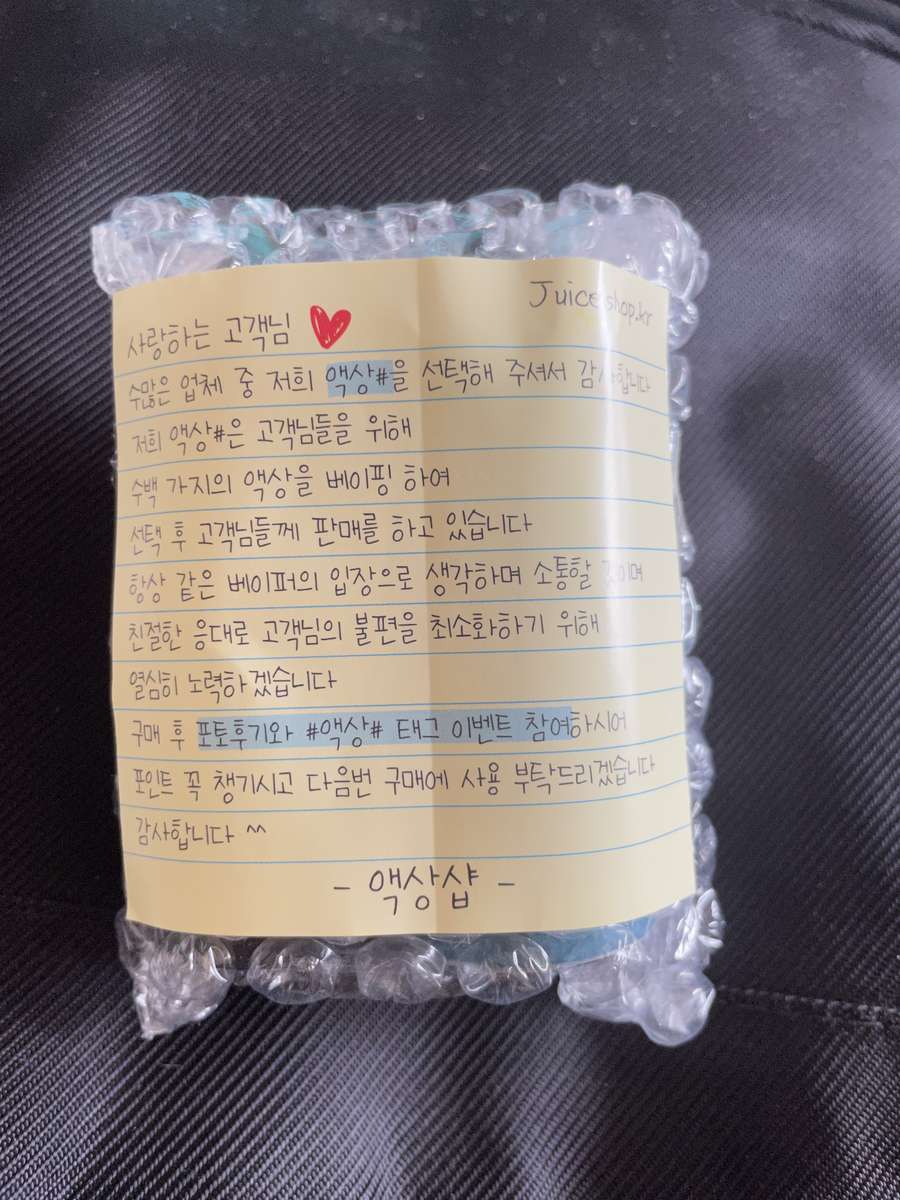 Juice shop.kr
사랑하는 고객님
수많은 업체 중 저희 액상#을 선택해 주셔서 감사합니다
저희 액상#은 고객님들을 위해
수백 가지의 액상을 베이핑 하여
선택 후 고객님들께 판매를 하고 있습니다
항상 같은 베이퍼의 입장으로 생각하며 소통할 것이며
친절한 응대로 고객님의 불편을 최소화하기 위해
열심히 노력하겠습니다
구매 후 포토후기와 #액상# 태그 이벤트 참여하시어
포인트 꼭 챙기시고 다음번 구매에 사용 부탁드리겠습니다
감사합니다 ^^
- 액상샵 -